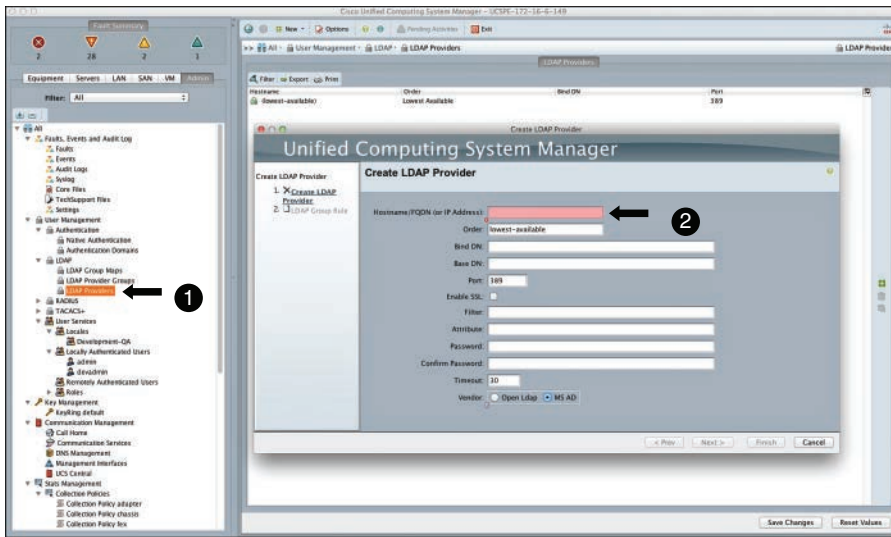 Cisco Unified Computing System Manager - UCSPE-172-16-6-149
Fault Summary
2 28 2 1
Equipment Servers LAN SAN VM Admin
Filter: All
All
Faults, Events and Audit Log
Faults
Events
Audit Logs
Syslog
Core Files
TechSupport Files
Settings
User Management
Authentication
Native Authentication
Authentication Domains
LDAP
LDAP Group Maps
LDAP Provider Groups
LDAP Providers
1
RADIUS
TACACS+
User Services
Locales
Development-QA
Locally Authenticated Users
admin
devadmin
Remotely Authenticated Users
Roles
Key Management
KeyRing default
Communication Management
Call Home
Communication Services
DNS Management
Management Interfaces
UCS Central
Stats Management
Collection Policies
Collection Policy adapter
Collection Policy chassis
Collection Policy fex
New Options Pending Activities Exit
>> All User Management LDAP LDAP Providers
LDAP Provide
LDAP Providers
Filter Export Print
Hostname Order Bind DN Port
(lowest-available) Lowest Available 389
Create LDAP Provider
Unified Computing System Manager
Create LDAP Provider
1. Create LDAP
Provider
2. LDAP Group Rule
Create LDAP Provider
Hostname/FQDN (or IP Address):
2
Order: lowest-available
Bind DN:
Base DN:
Port: 389
Enable SSL:
Filter:
Attribute:
Password:
Confirm Password:
Timeout: 30
Vendor: Open Ldap MS AD
< Prev Next > Finish Cancel
Save Changes Reset Values